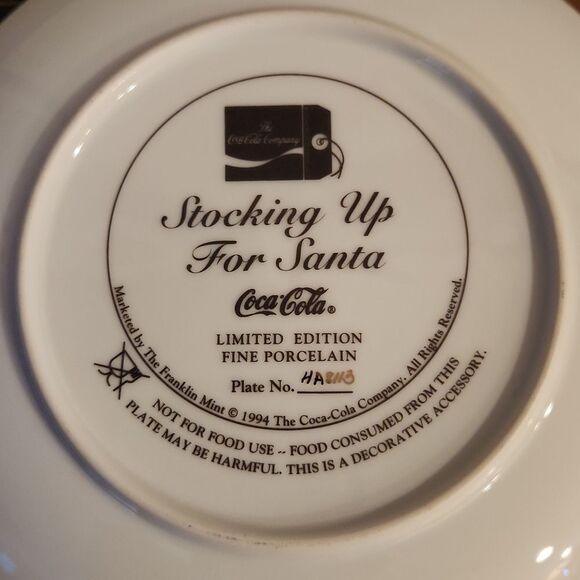 The
Coca-Cola Company
Stocking Up
For Santa
Coca-Cola®
LIMITED EDITION
FINE PORCELAIN
Plate No. HA8113
Marketed by The Franklin Mint © 1994 The Coca-Cola Company. All Rights Reserved.
NOT FOR FOOD USE -- FOOD CONSUMED FROM THIS
PLATE MAY BE HARMFUL. THIS IS A DECORATIVE ACCESSORY.